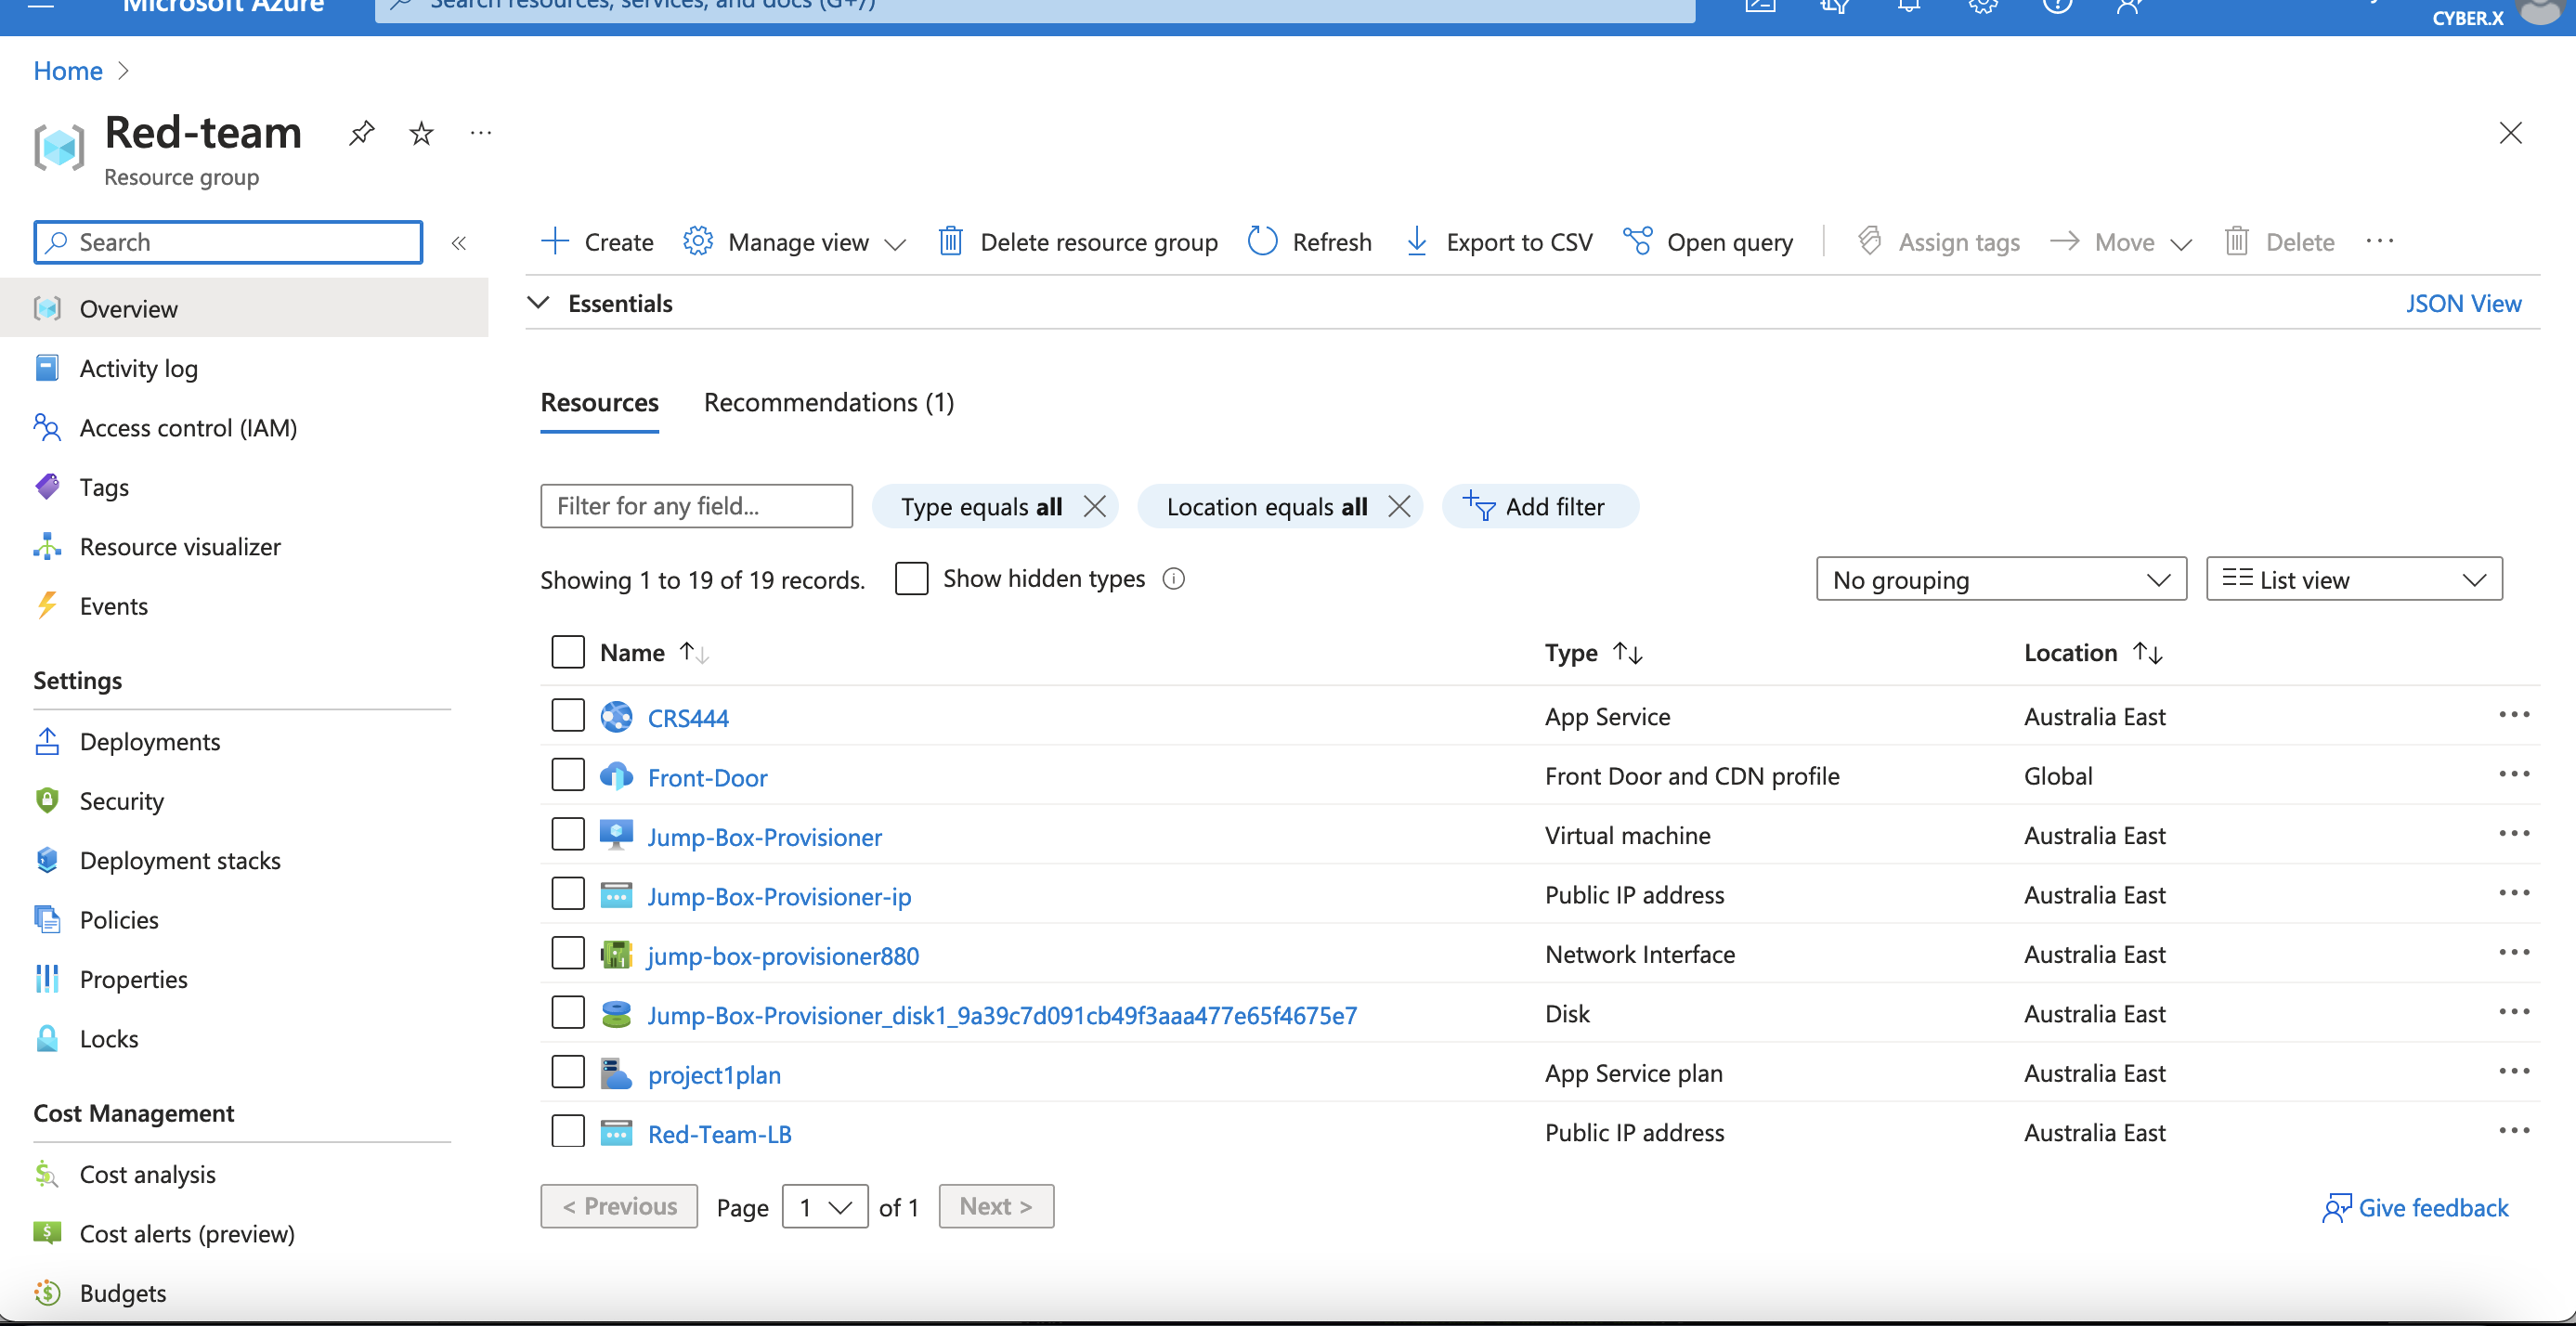 Microsoft Azure
Search resources, services, and docs (G+/)
CYBER.X
Home
Red-team
Resource group
Search
Create
Manage view
Delete resource group
Refresh
Export to CSV
Open query
Assign tags
Move
Delete
Essentials
JSON View
Overview
Activity log
Access control (IAM)
Tags
Resource visualizer
Events
Settings
Deployments
Security
Deployment stacks
Policies
Properties
Locks
Cost Management
Cost analysis
Cost alerts (preview)
Budgets
Resources
Recommendations (1)
Filter for any field...
Type equals all
Location equals all
Add filter
Showing 1 to 19 of 19 records.
Show hidden types
No grouping
List view
Name Type Location
CRS444 App Service Australia East
Front-Door Front Door and CDN profile Global
Jump-Box-Provisioner Virtual machine Australia East
Jump-Box-Provisioner-ip Public IP address Australia East
jump-box-provisioner880 Network Interface Australia East
Jump-Box-Provisioner_disk1_9a39c7d091cb49f3aaa477e65f4675e7 Disk Australia East
project1plan App Service plan Australia East
Red-Team-LB Public IP address Australia East
< Previous
Page 1 of 1
Next >
Give feedback